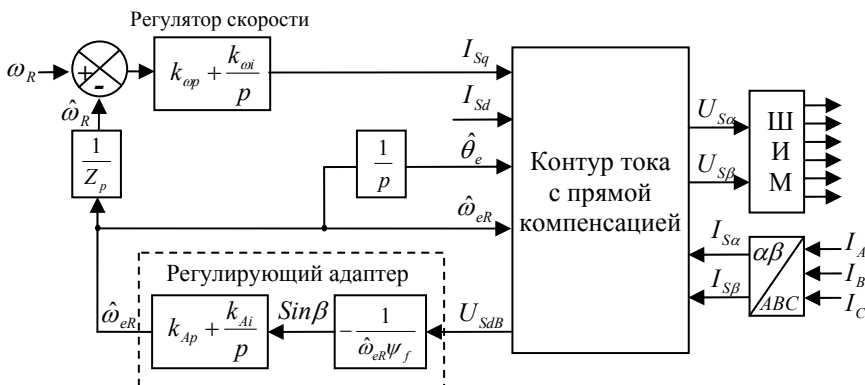 Регулятор скорости
ω_R
+
-
ω̂_R
k_ωp + k_ωi / p
I_Sq
I_Sd
1 / Z_p
1 / p
θ̂_e
ω̂_eR
Контур тока
с прямой
компенсацией
U_Sα
U_Sβ
Ш
И
М
I_Sα
I_Sβ
αβ
ABC
I_A
I_B
I_C
Регулирующий адаптер
ω̂_eR
k_Ap + k_Ai / p
Sinβ
- 1 / ω̂_eR ψ_f
U_SdB